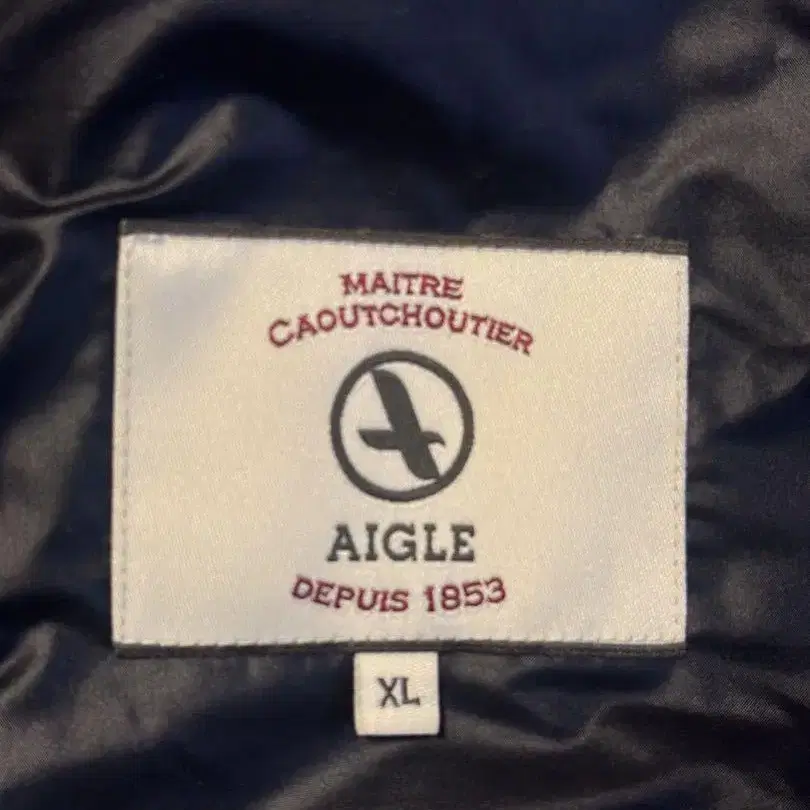 MAITRE
CAOUTCHOUTIER
AIGLE
DEPUIS 1853
XL